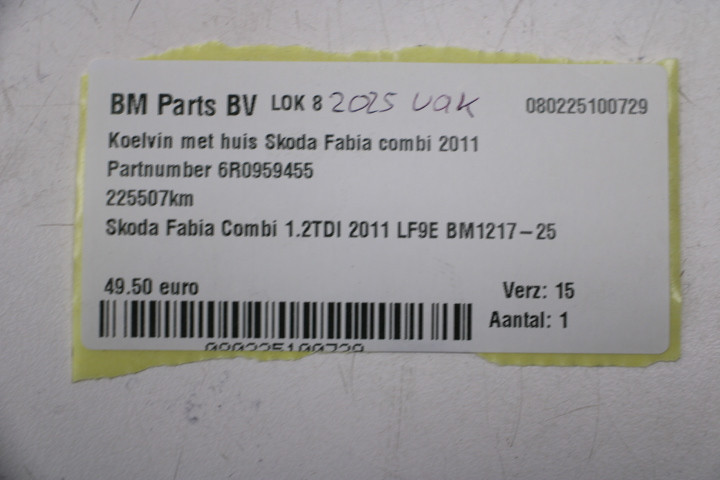 BM Parts BV LOK 8 2025 vak 080225100729
Koelvin met huis Skoda Fabia combi 2011
Partnumber 6R0959455
225507km
Skoda Fabia Combi 1.2TDI 2011 LF9E BM1217-25
49.50 euro Verz: 15
Aantal: 1
080225100729